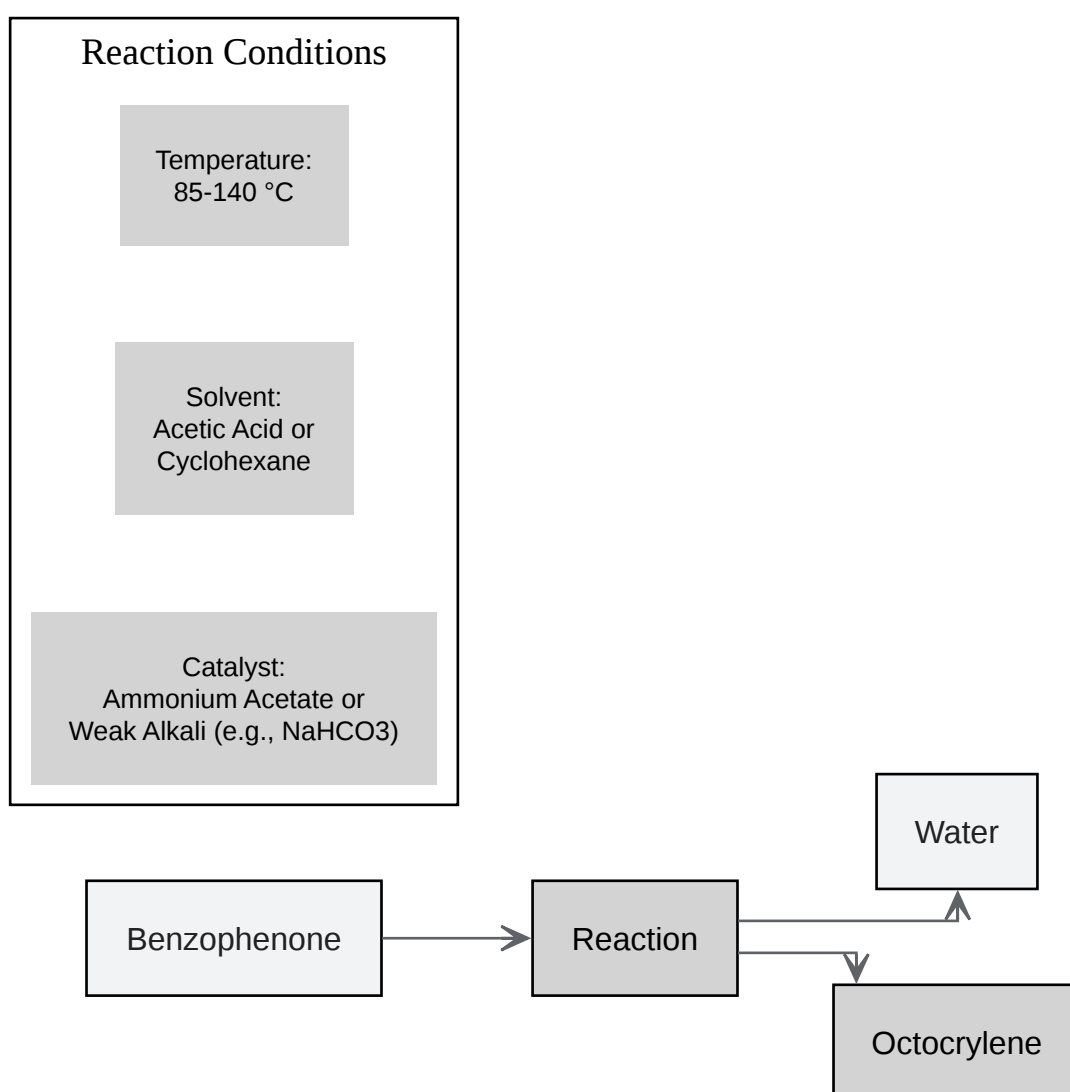 Reaction Conditions
Temperature:
85-140 °C
Solvent:
Acetic Acid or
Cyclohexane
Catalyst:
Ammonium Acetate or
Weak Alkali (e.g., NaHCO3)
Water
Benzophenone
Reaction
Octocrylene